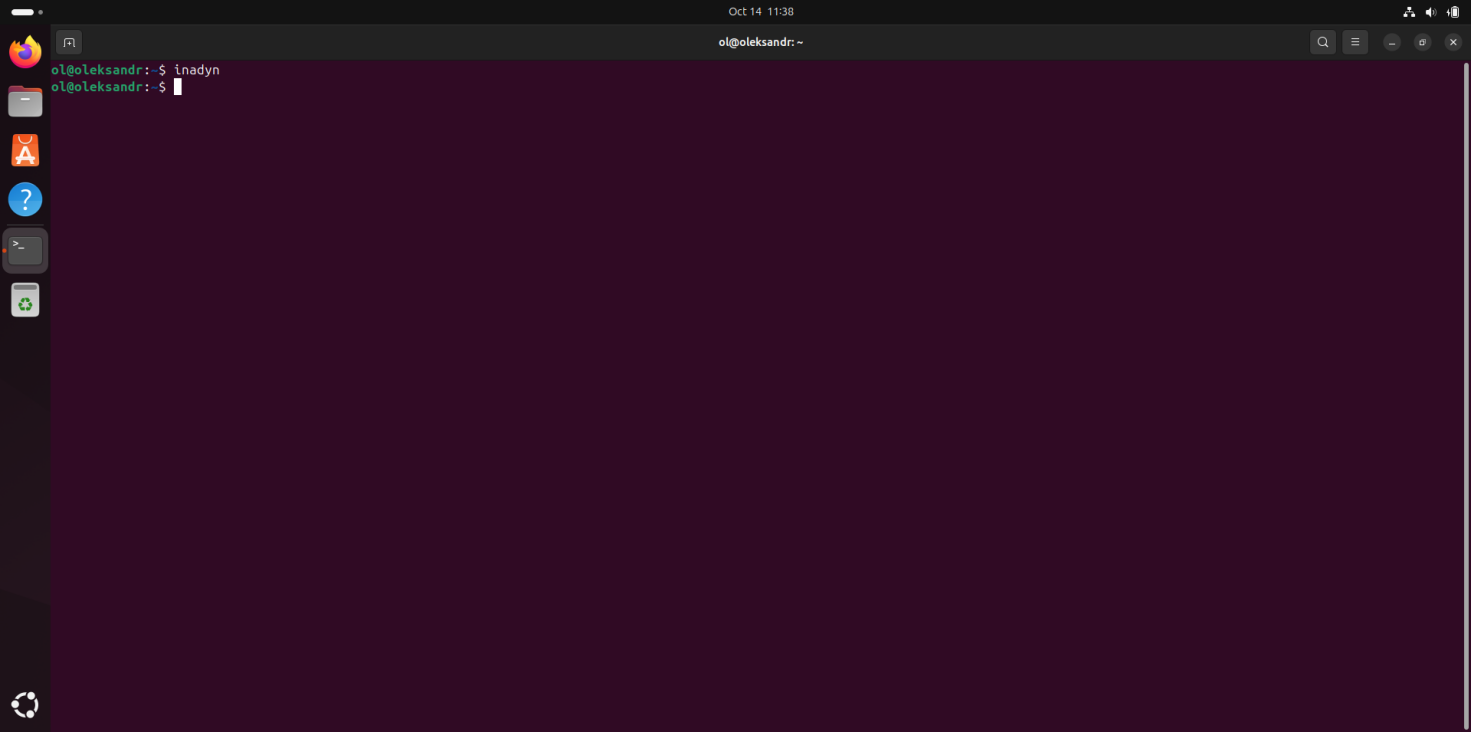 Oct 14 11:38
ol@oleksandr: ~
ol@oleksandr:~$ inadyn
ol@oleksandr:~$